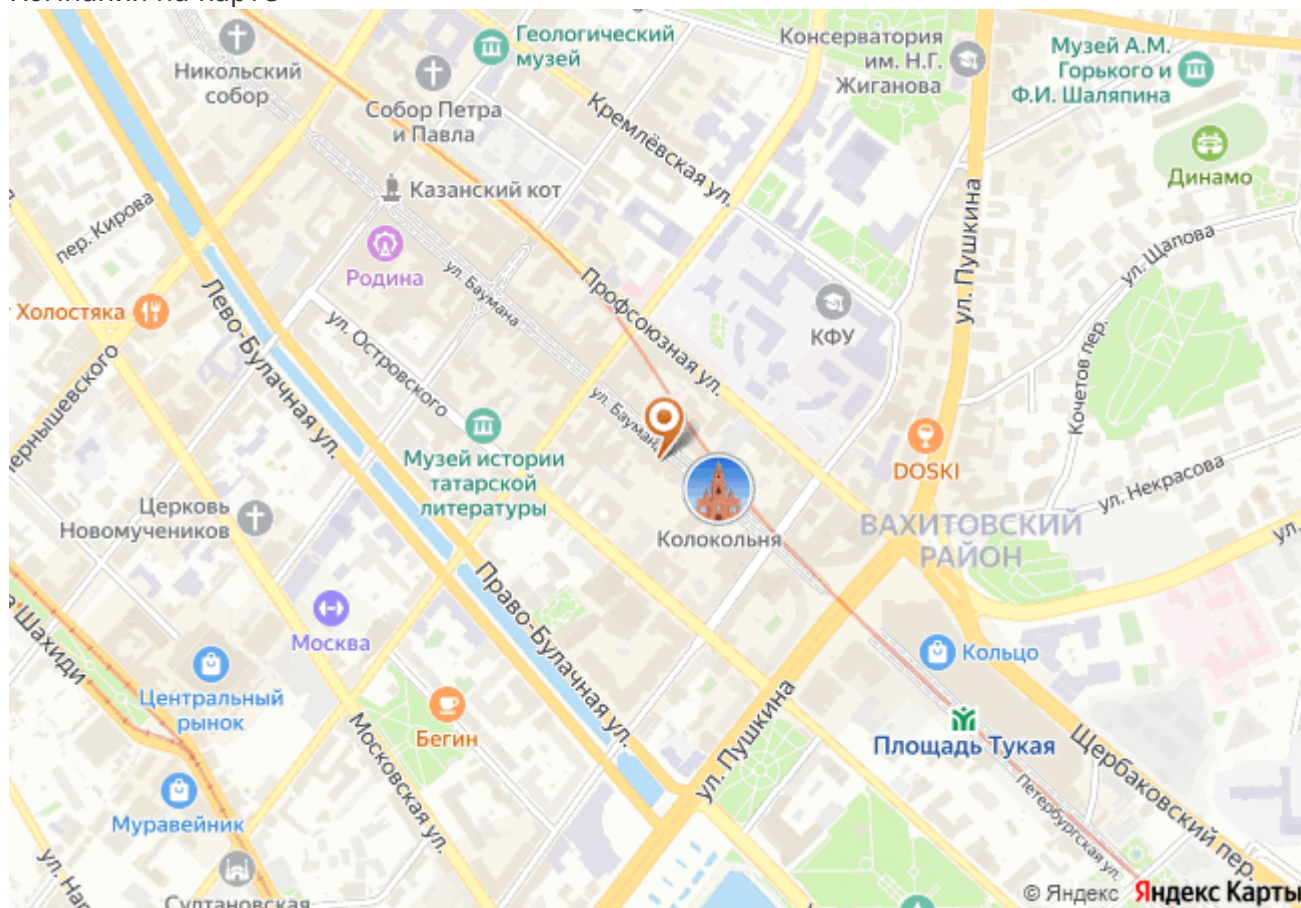 Компания на карте
Никольский
собор
Геологический
музей
Собор Петра
и Павла
Консерватория
им. Н.Г.
Жиганова
Музей А.М.
Горького и
Ф.И. Шаляпина
Кремлёвская ул.
Динамо
Казанский кот
пер. Кирова
Родина
ул. Баумана
ул. Пушкина
ул. Щапова
Холостяка
Лево-Булачная ул.
ул. Островского
Профсоюзная ул.
КФУ
Кочетов пер.
ул. Баумана
Музей истории
татарской
литературы
DOSKI
ул. Некрасова
Церковь
Новомучеников
Колокольня
ВАХИТОВСКИЙ
РАЙОН
ул.
Право-Булачная ул.
Шахиди
Москва
Кольцо
Центральный
рынок
Бегин
Московская ул.
ул. Пушкина
Площадь Тукая
Щербаковский пер.
Петербургская ул.
Муравейник
Султановская
© Яндекс Яндекс Карты